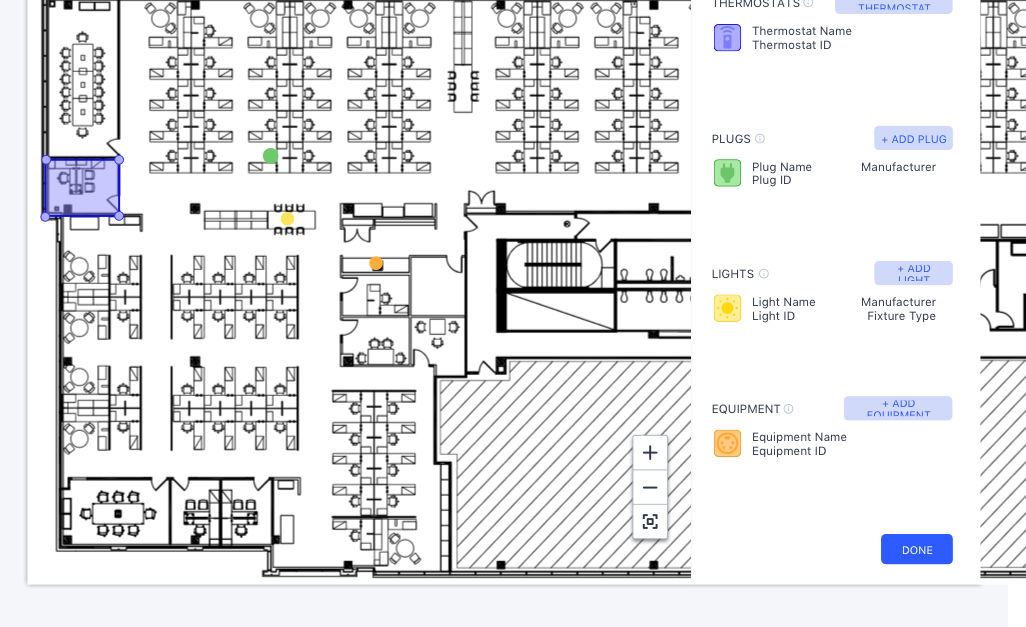 THERMOSTATS
THERMOSTAT
Thermostat Name
Thermostat ID
PLUGS
+ ADD PLUG
Plug Name
Manufacturer
Plug ID
LIGHTS
+ ADD
LIGHT
Light Name
Manufacturer
Light ID
Fixture Type
EQUIPMENT
+ ADD
EQUIPMENT
Equipment Name
Equipment ID
DONE